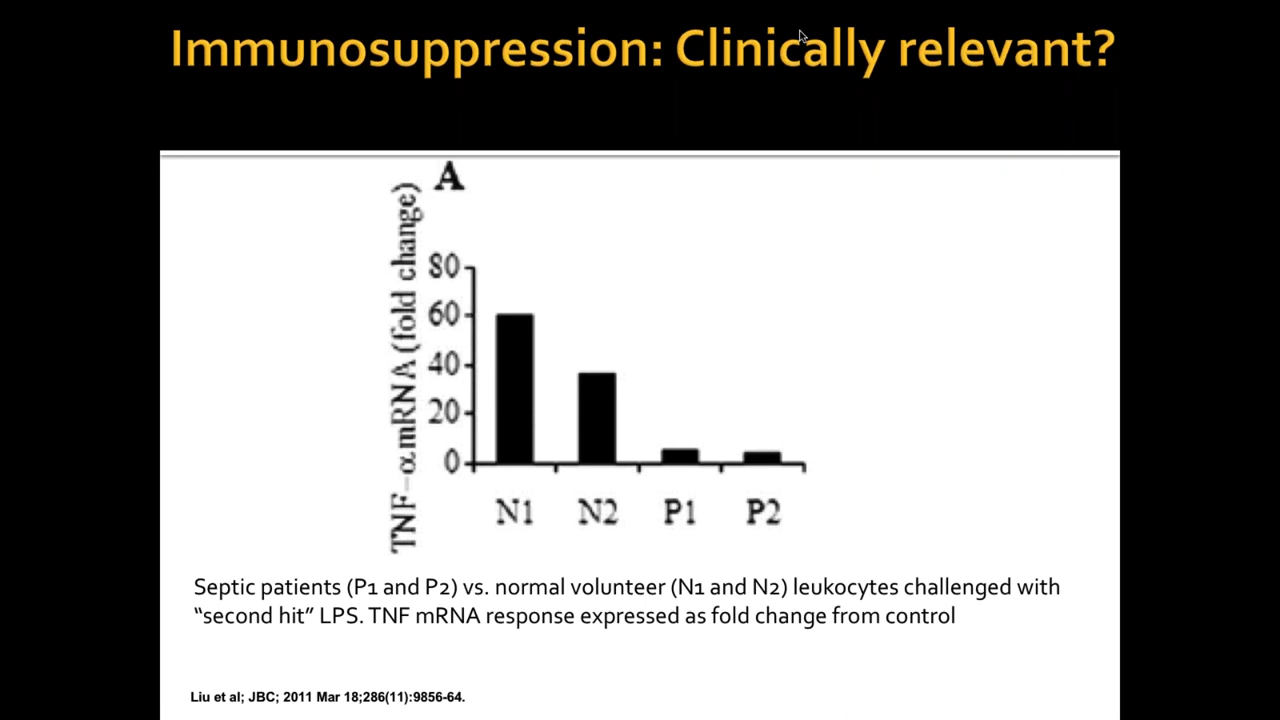 Immunosuppression: Clinically relevant?
A
TNF-α mRNA (fold change)
80
60
40
20
0
N1 N2 P1 P2
Septic patients (P1 and P2) vs. normal volunteer (N1 and N2) leukocytes challenged with
“second hit” LPS. TNF mRNA response expressed as fold change from control
Liu et al; JBC; 2011 Mar 18;286(11):9856-64.